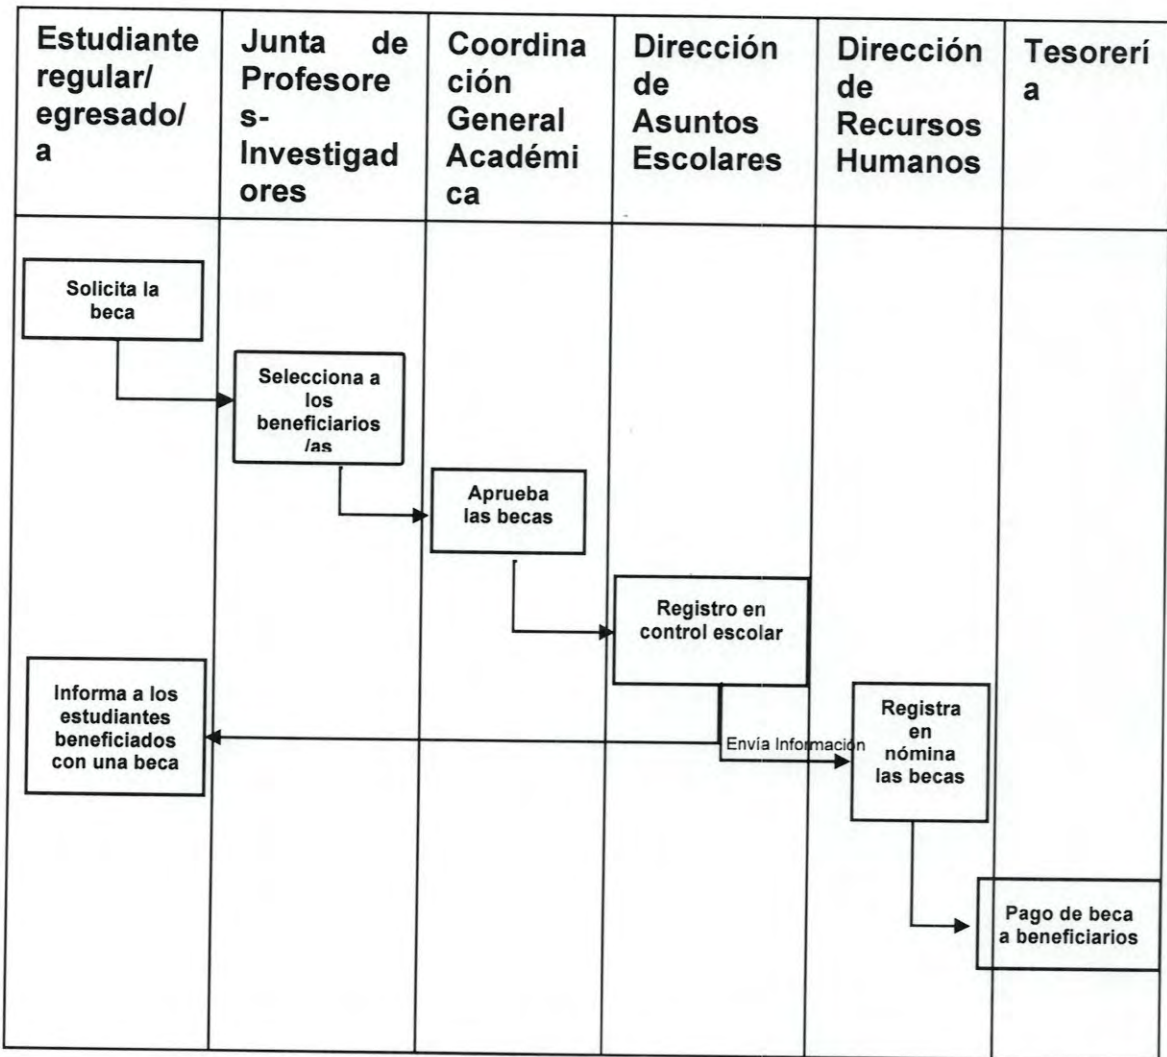 Estudiante
regular/
egresado/
a
Junta de
Profesore
s-
Investigad
ores
Coordina
ción
General
Académi
ca
Dirección
de
Asuntos
Escolares
Dirección
de
Recursos
Humanos
Tesorerí
a
Solicita la
beca
Selecciona a
los
beneficiarios
/as
Aprueba
las becas
Registro en
control escolar
Informa a los
estudiantes
beneficiados
con una beca
Envía Información
Registra
en
nómina
las becas
Pago de beca
a beneficiarios